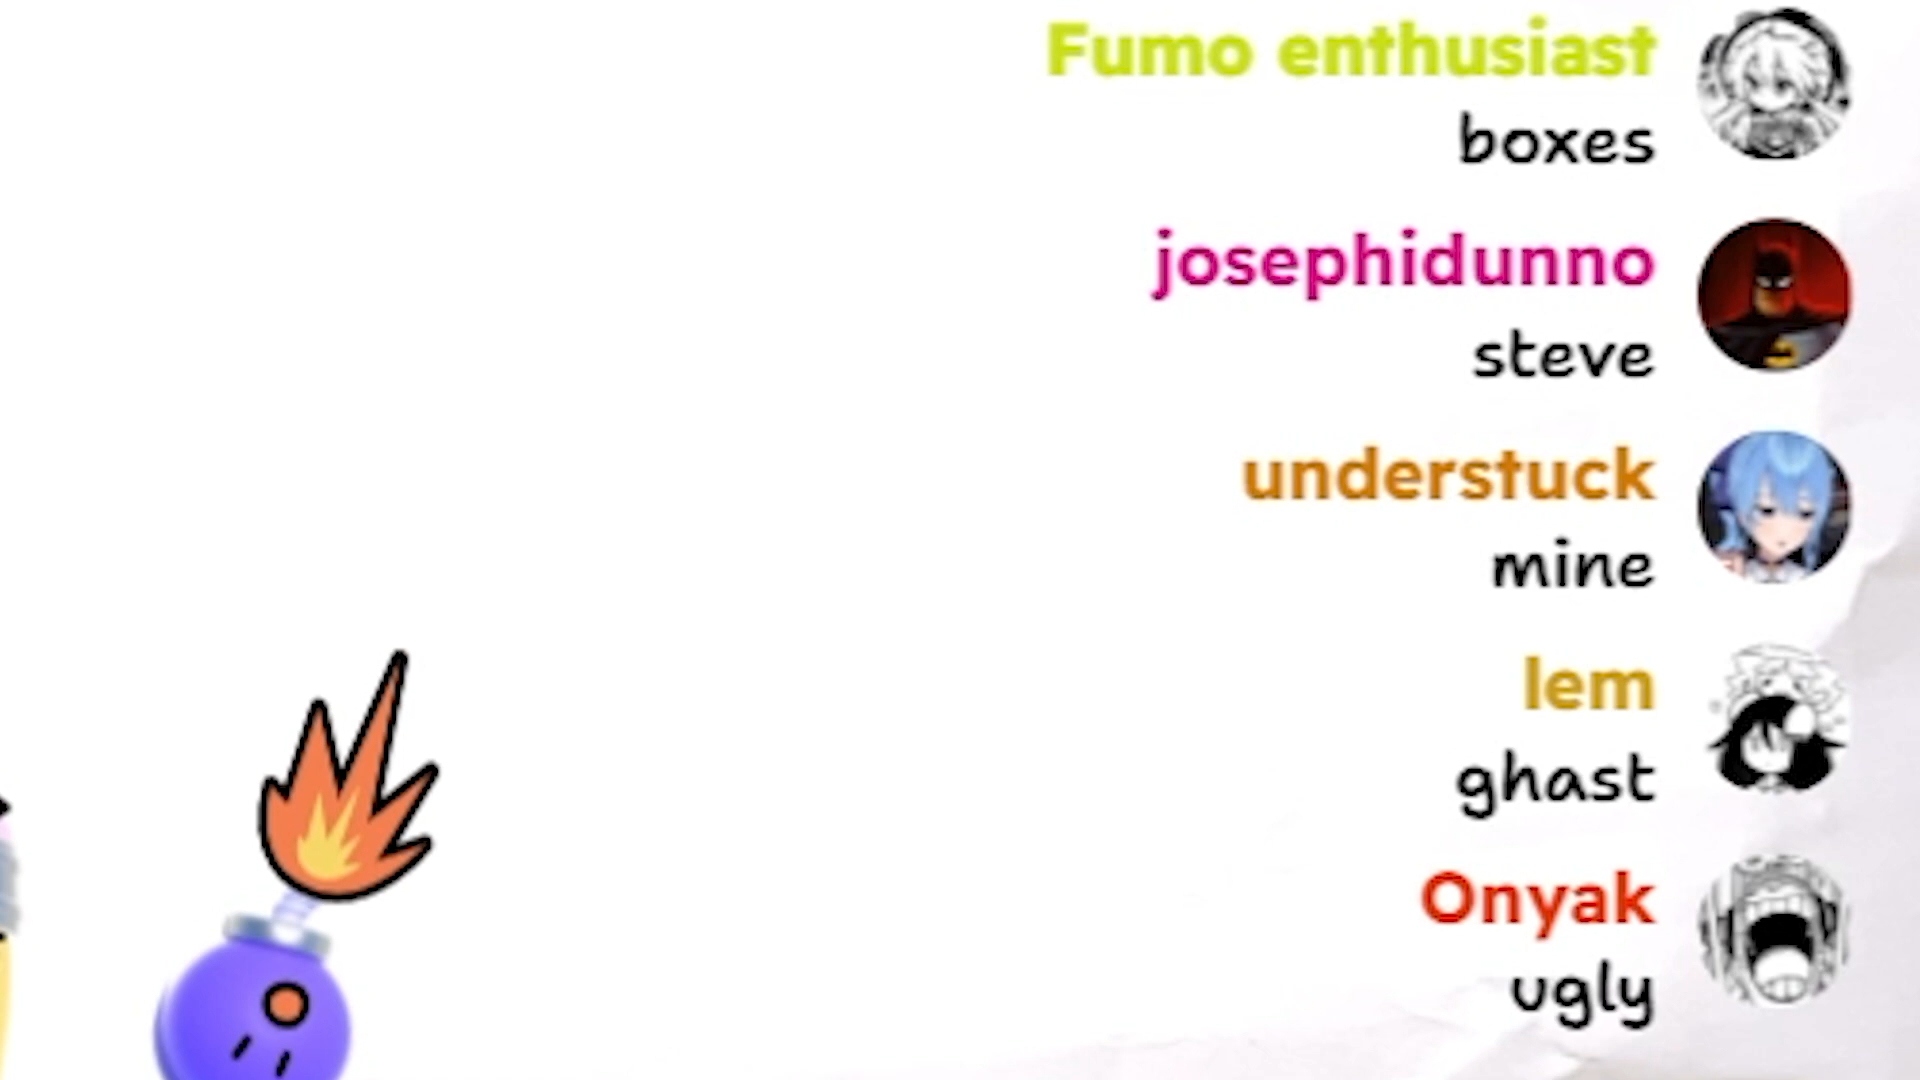 Fumo enthusiast
boxes
josephidunno
steve
understuck
mine
lem
ghast
Onyak
ugly